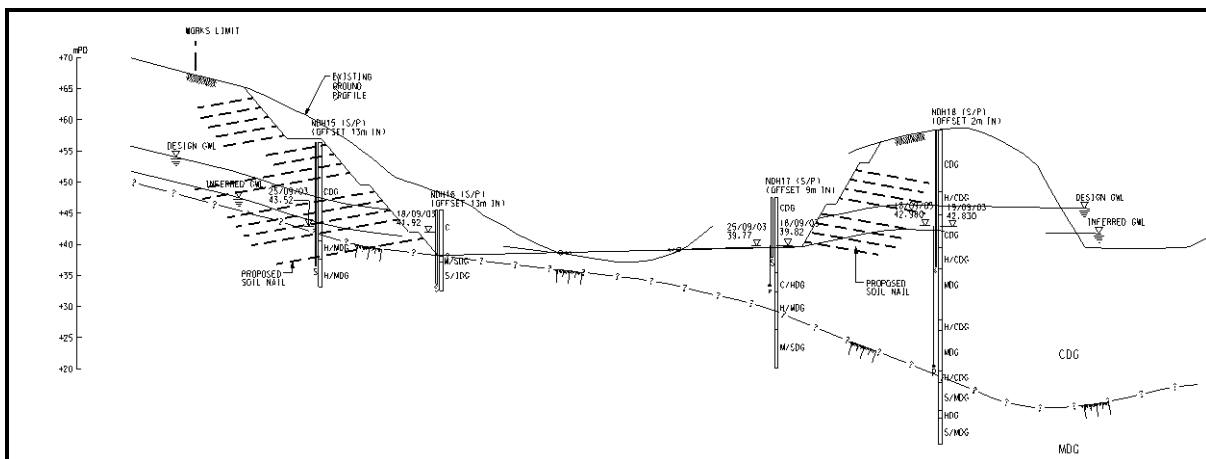 WORKS LIMIT
mPD
+70
+65
+60
+55
+50
+45
+40
+35
+30
+25
+20
EXISTING
GROUND
PROFILE
NDH15 (S/P)
(OFFSET 13m IN)
DESIGN GWL
INFERRED GWL
25/09/03
43.52
CDG
H/MDG
H/MDG
S
PROPOSED
SOIL NAIL
NDH16 (S/P)
(OFFSET 13m IN)
18/09/03
41.92
C
M/SDG
S/IDG
NDH17 (S/P)
(OFFSET 9m IN)
25/09/03
39.77
18/09/03
39.82
CDG
C/HDG
H/MDG
M/SDG
NDH18 (S/P)
(OFFSET 2m IN)
CDG
H/CDG
42.980
19/09/03
42.830
CDG
H/CDG
MDG
H/CDG
MDG
H/CDG
S/MDG
HDG
S/MDG
PROPOSED
SOIL NAIL
DESIGN GWL
INFERRED GWL
CDG
MDG